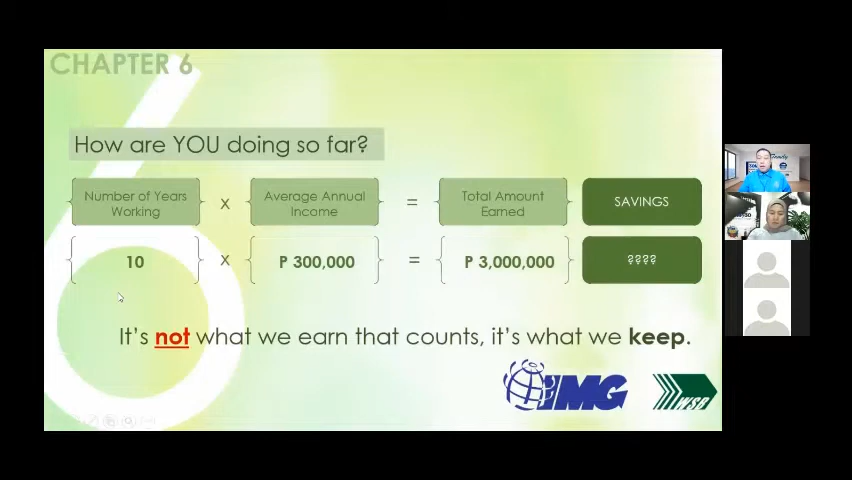 CHAPTER 6
How are YOU doing so far?
Number of Years
Working
x
Average Annual
Income
=
Total Amount
Earned
SAVINGS
10
x
P 300,000
=
P 3,000,000
????
It's not what we earn that counts, it's what we keep.
IMG
WSB